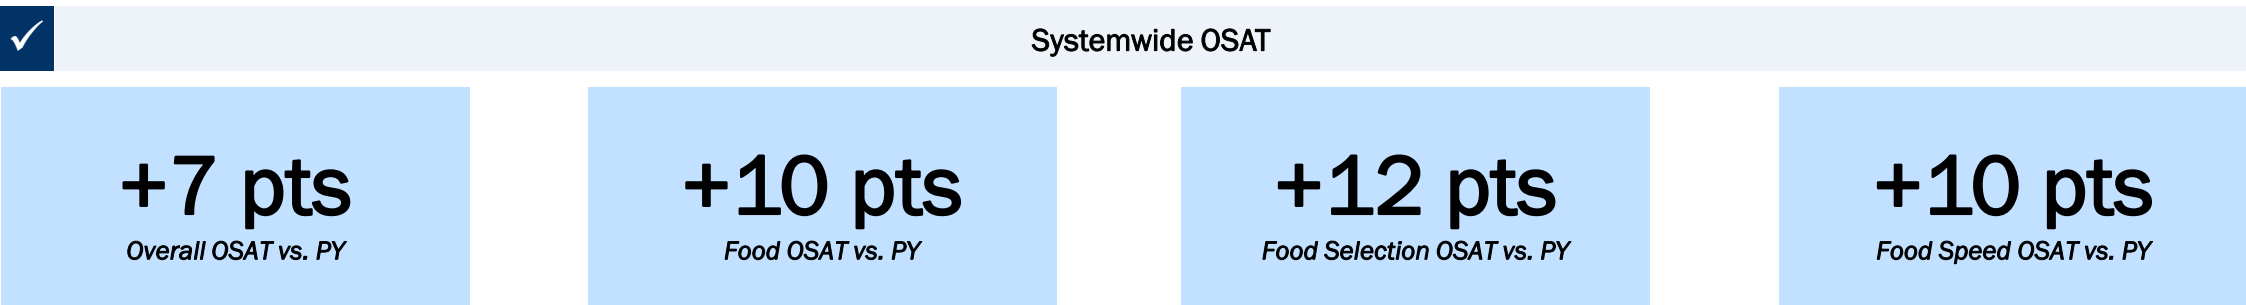 Systemwide OSAT
+7 pts
Overall OSAT vs. PY
+10 pts
Food OSAT vs. PY
+12 pts
Food Selection OSAT vs. PY
+10 pts
Food Speed OSAT vs. PY